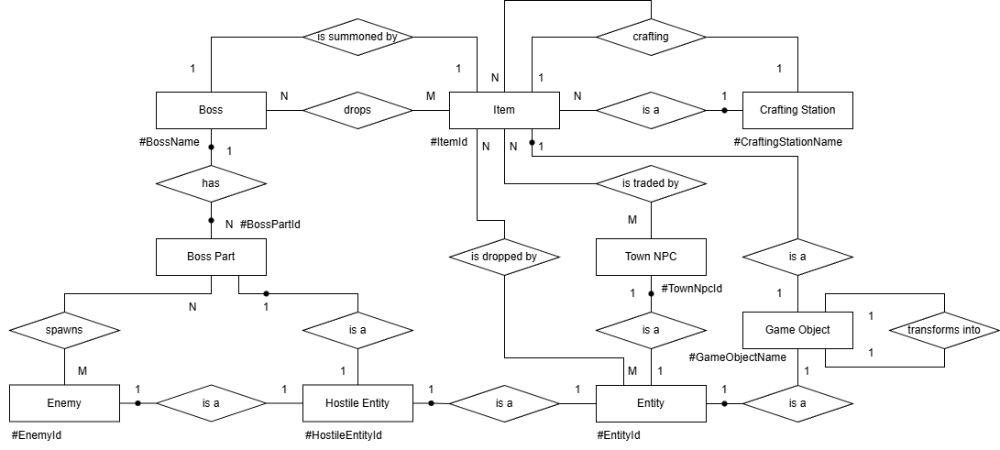 is summoned by
crafting
1
1
N
1
1
Boss
N
drops
M
Item
N
is a
1
Crafting Station
#BossName
1
#ItemId
N
N
1
#CraftingStationName
has
is traded by
N
#BossPartId
M
Boss Part
is dropped by
Town NPC
is a
N
1
1
#TownNpcId
1
1
spawns
is a
is a
Game Object
transforms into
1
#GameObjectName
M
1
M
1
1
Enemy
1
is a
1
Hostile Entity
1
is a
1
Entity
1
is a
#EnemyId
#HostileEntityId
#EntityId